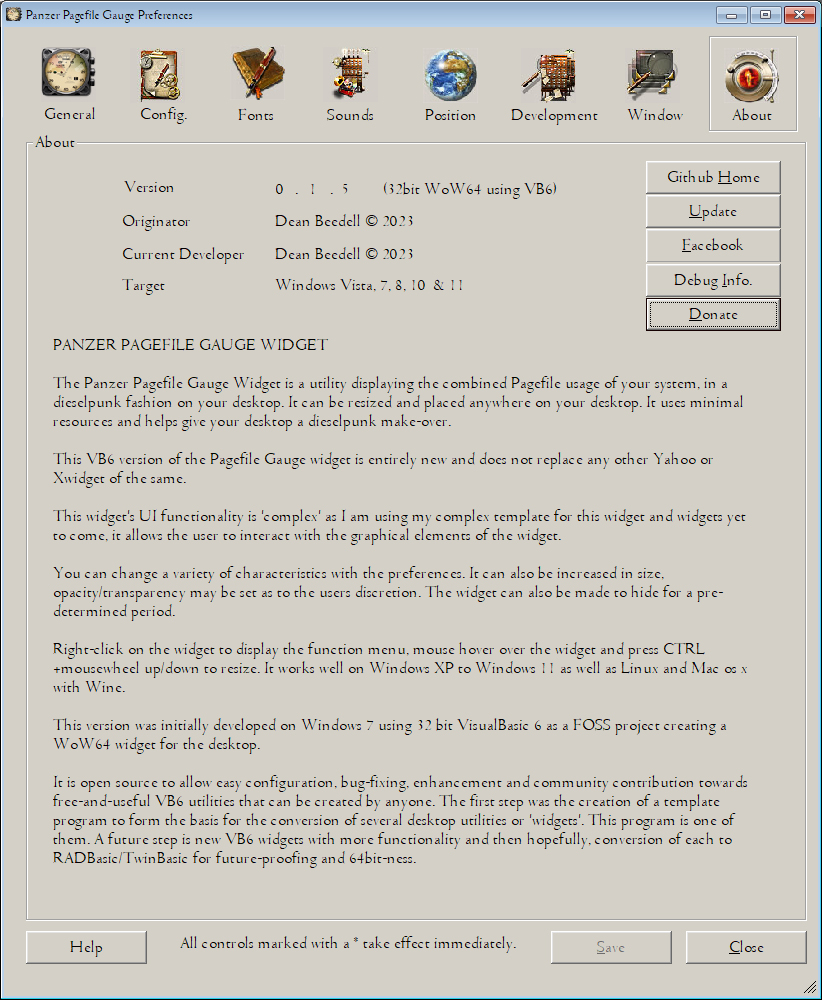 Panzer Pagefile Gauge Preferences
General Config. Fonts Sounds Position Development Window About
About
Version 0 . 1 . 5 (32bit WoW64 using VB6)
Originator Dean Beedell © 2023
Current Developer Dean Beedell © 2023
Target Windows Vista, 7, 8, 10 & 11
Github Home
Update
Facebook
Debug Info.
Donate
PANZER PAGEFILE GAUGE WIDGET
The Panzer Pagefile Gauge Widget is a utility displaying the combined Pagefile usage of your system, in a
dieselpunk fashion on your desktop. It can be resized and placed anywhere on your desktop. It uses minimal
resources and helps give your desktop a dieselpunk make-over.
This VB6 version of the Pagefile Gauge widget is entirely new and does not replace any other Yahoo or
Xwidget of the same.
This widget's UI functionality is 'complex' as I am using my complex template for this widget and widgets yet
to come, it allows the user to interact with the graphical elements of the widget.
You can change a variety of characteristics with the preferences. It can also be increased in size,
opacity/transparency may be set as to the users discretion. The widget can also be made to hide for a pre-
determined period.
Right-click on the widget to display the function menu, mouse hover over the widget and press CTRL
+mousewheel up/down to resize. It works well on Windows XP to Windows 11 as well as Linux and Mac os x
with Wine.
This version was initially developed on Windows 7 using 32 bit VisualBasic 6 as a FOSS project creating a
WoW64 widget for the desktop.
It is open source to allow easy configuration, bug-fixing, enhancement and community contribution towards
free-and-useful VB6 utilities that can be created by anyone. The first step was the creation of a template
program to form the basis for the conversion of several desktop utilities or 'widgets'. This program is one of
them. A future step is new VB6 widgets with more functionality and then hopefully, conversion of each to
RADBasic/TwinBasic for future-proofing and 64bit-ness.
Help All controls marked with a * take effect immediately. Save Close